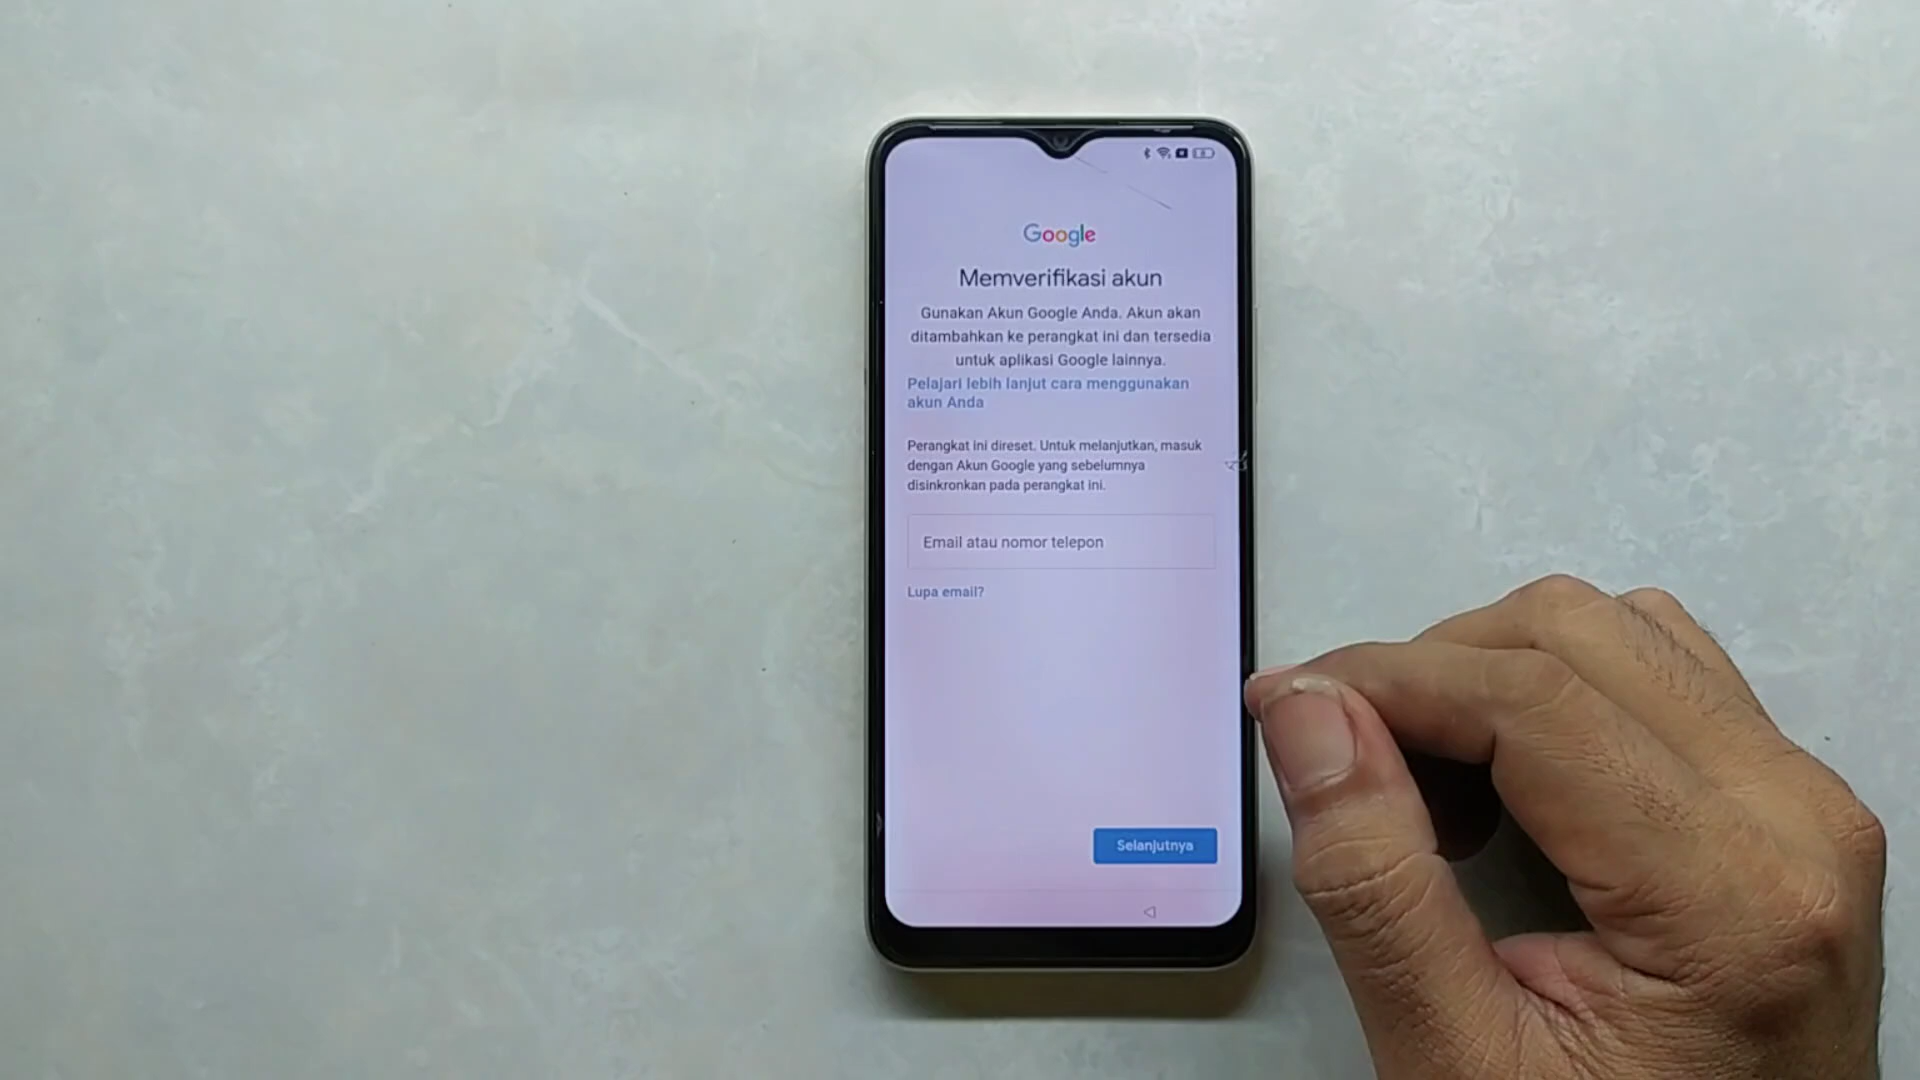 Google
Memverifikasi akun
Gunakan Akun Google Anda. Akun akan
ditambahkan ke perangkat ini dan tersedia
untuk aplikasi Google lainnya.
Pelajari lebih lanjut cara menggunakan
akun Anda
Perangkat ini direset. Untuk melanjutkan, masuk
dengan Akun Google yang sebelumnya
disinkronkan pada perangkat ini.
Email atau nomor telepon
Lupa email?
Selanjutnya